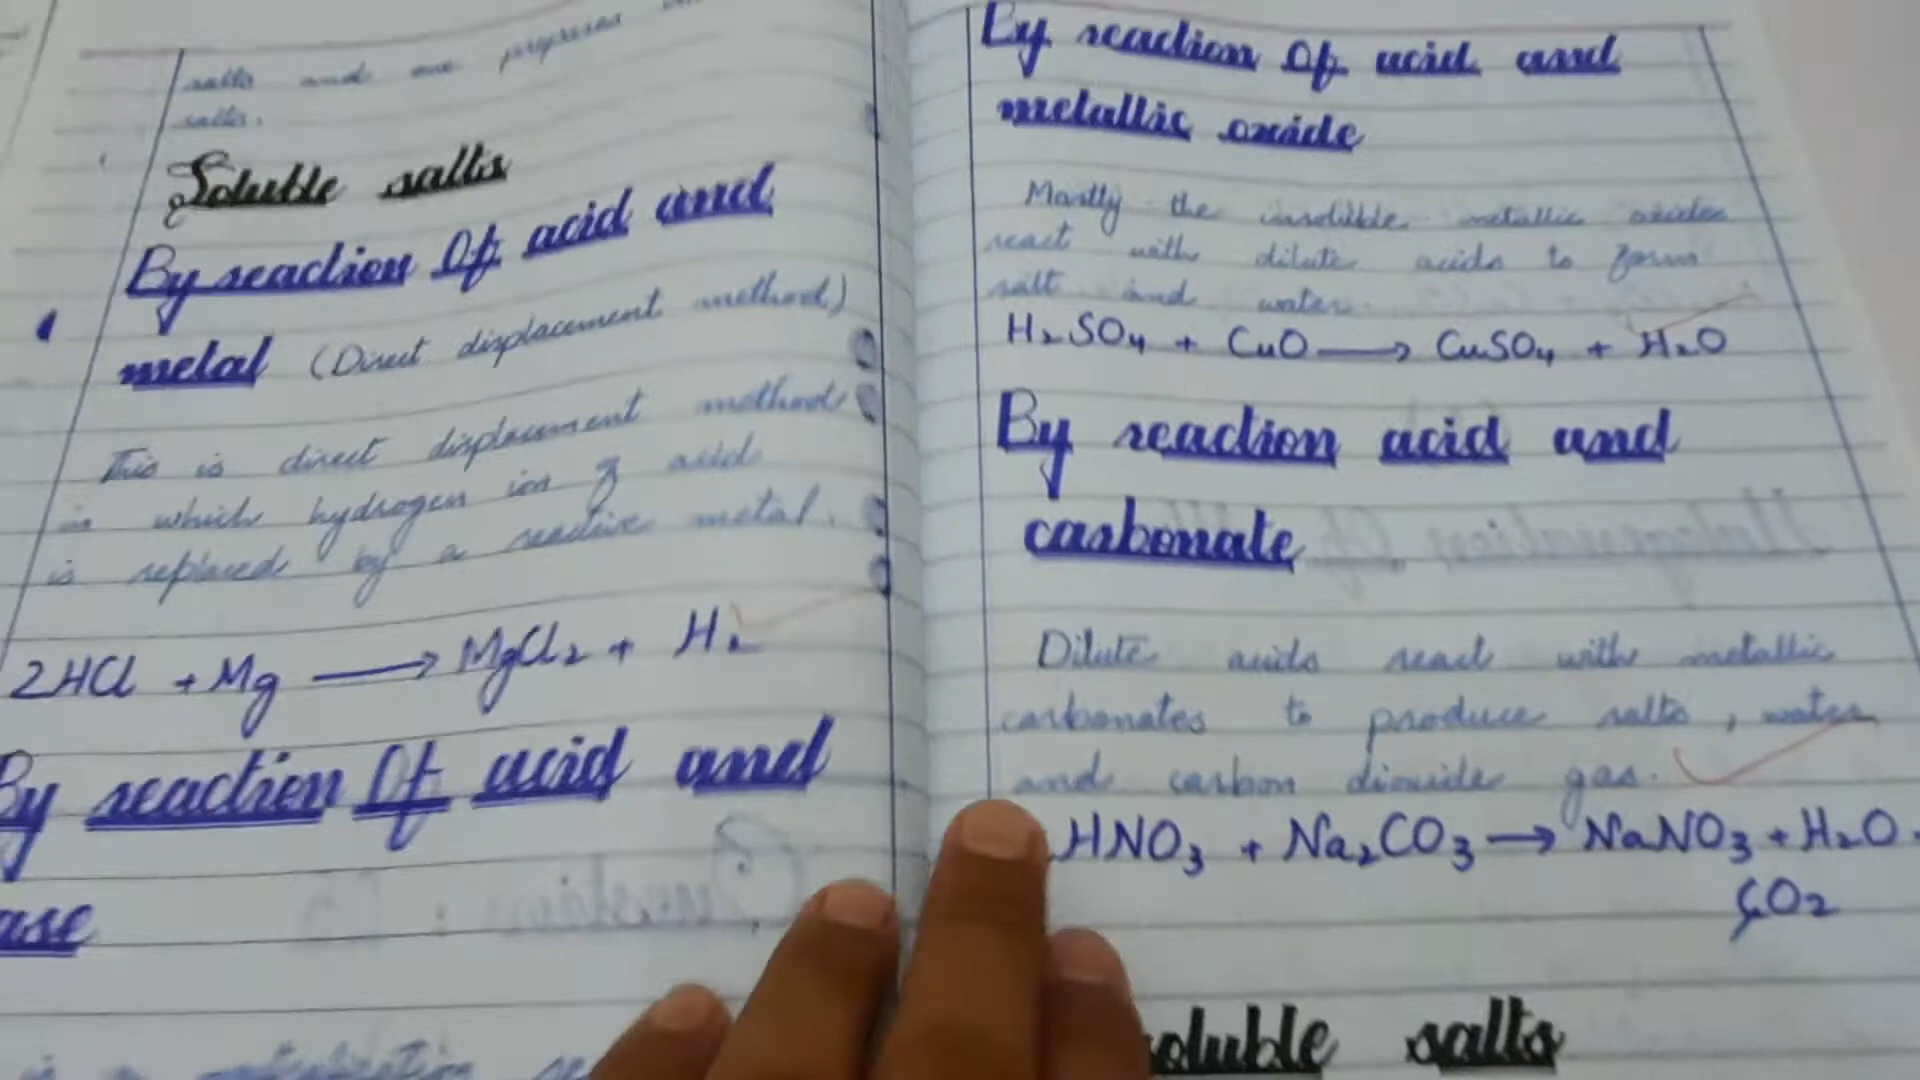 salts and one
salts.
Soluble salts
By reaction Of acid and
metal (Direct displacement method)
This is direct displacement method
in which hydrogen ion of acid
is replaced by a reactive metal.
2HCl + Mg ⟶ MgCl₂ + H₂
By reaction Of acid and
ase
is a
By reaction Of acid and
metallic oxide
Mostly the insoluble metallic oxides
react with dilute acids to form
salt and water.
H₂SO₄ + CuO ⟶ CuSO₄ + H₂O
By reaction acid and
carbonate
Dilute acids react with metallic
carbonates to produce salts, water
and carbon dioxide gas.
HNO₃ + Na₂CO₃ ⟶ NaNO₃ + H₂O
CO₂
soluble salts